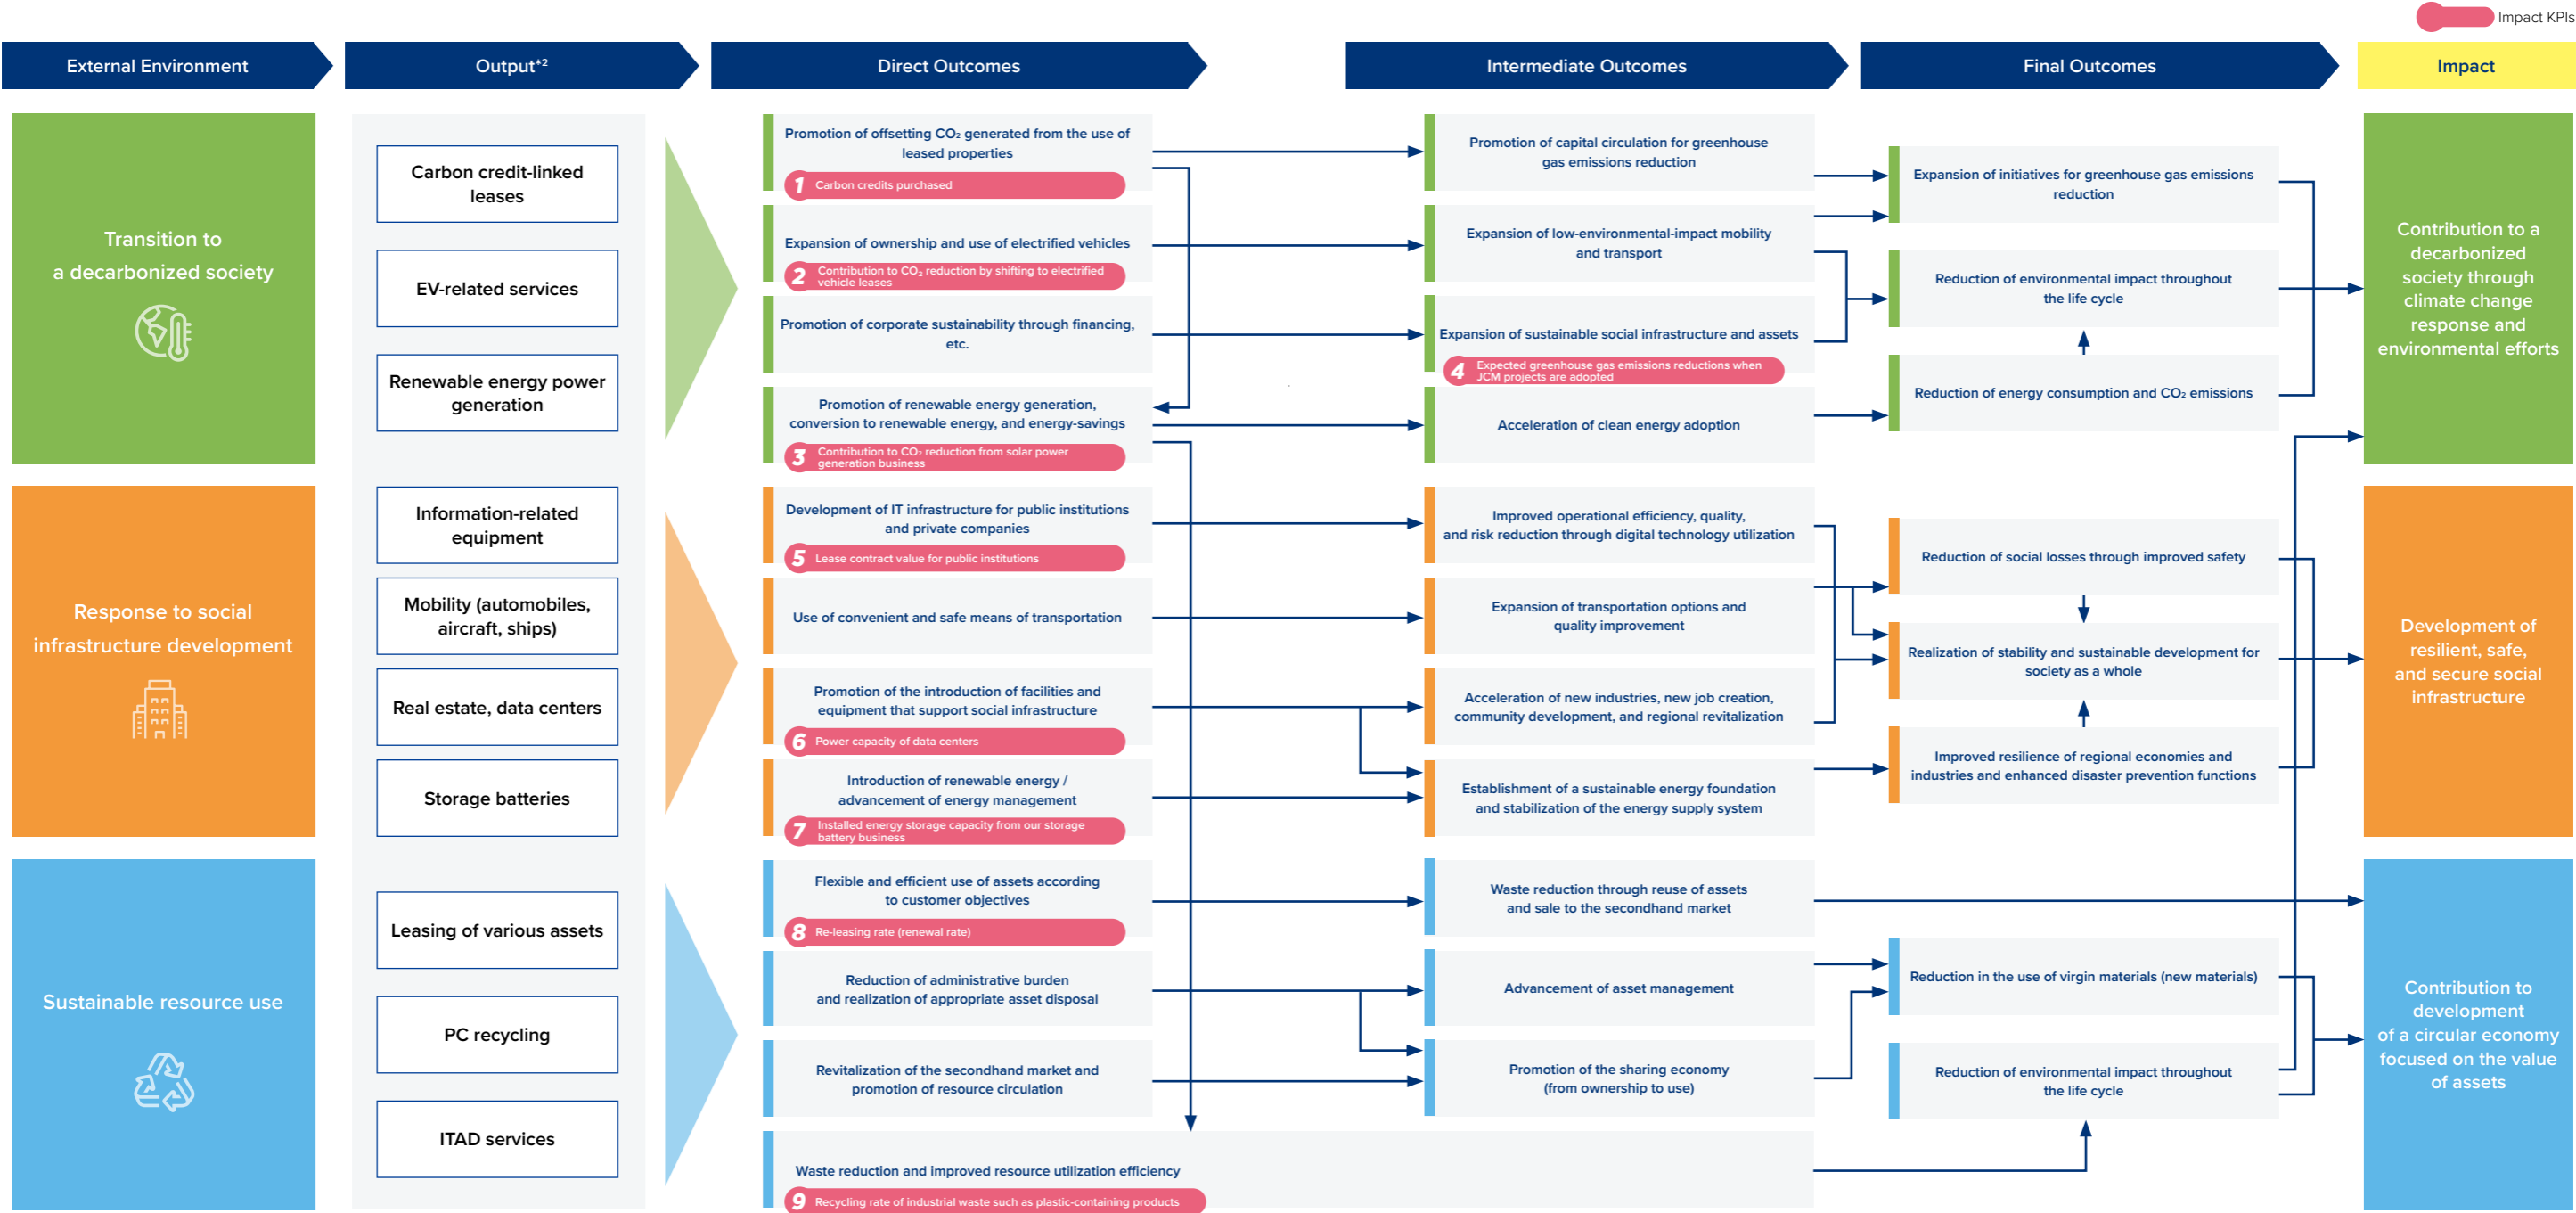 Impact KPIs
External Environment
Output*2
Direct Outcomes
Intermediate Outcomes
Final Outcomes
Impact
Transition to
a decarbonized society
Response to social
infrastructure development
Sustainable resource use
Carbon credit-linked
leases
EV-related services
Renewable energy power
generation
Information-related
equipment
Mobility (automobiles,
aircraft, ships)
Real estate, data centers
Storage batteries
Leasing of various assets
PC recycling
ITAD services
Promotion of offsetting CO₂ generated from the use of
leased properties
1 Carbon credits purchased
Expansion of ownership and use of electrified vehicles
2 Contribution to CO₂ reduction by shifting to electrified
vehicle leases
Promotion of corporate sustainability through financing,
etc.
Promotion of renewable energy generation,
conversion to renewable energy, and energy-savings
3 Contribution to CO₂ reduction from solar power
generation business
Development of IT infrastructure for public institutions
and private companies
5 Lease contract value for public institutions
Use of convenient and safe means of transportation
Promotion of the introduction of facilities and
equipment that support social infrastructure
6 Power capacity of data centers
Introduction of renewable energy /
advancement of energy management
7 Installed energy storage capacity from our storage
battery business
Flexible and efficient use of assets according
to customer objectives
8 Re-leasing rate (renewal rate)
Reduction of administrative burden
and realization of appropriate asset disposal
Revitalization of the secondhand market and
promotion of resource circulation
Waste reduction and improved resource utilization efficiency
9 Recycling rate of industrial waste such as plastic-containing products
Promotion of capital circulation for greenhouse
gas emissions reduction
Expansion of low-environmental-impact mobility
and transport
Expansion of sustainable social infrastructure and assets
4 Expected greenhouse gas emissions reductions when
JCM projects are adopted
Acceleration of clean energy adoption
Improved operational efficiency, quality,
and risk reduction through digital technology utilization
Expansion of transportation options and
quality improvement
Acceleration of new industries, new job creation,
community development, and regional revitalization
Establishment of a sustainable energy foundation
and stabilization of the energy supply system
Waste reduction through reuse of assets
and sale to the secondhand market
Advancement of asset management
Promotion of the sharing economy
(from ownership to use)
Expansion of initiatives for greenhouse gas emissions
reduction
Reduction of environmental impact throughout
the life cycle
Reduction of energy consumption and CO₂ emissions
Reduction of social losses through improved safety
Realization of stability and sustainable development for
society as a whole
Improved resilience of regional economies and
industries and enhanced disaster prevention functions
Reduction in the use of virgin materials (new materials)
Reduction of environmental impact throughout
the life cycle
Contribution to a
decarbonized
society through
climate change
response and
environmental efforts
Development of
resilient, safe,
and secure social
infrastructure
Contribution to
development
of a circular economy
focused on the value
of assets